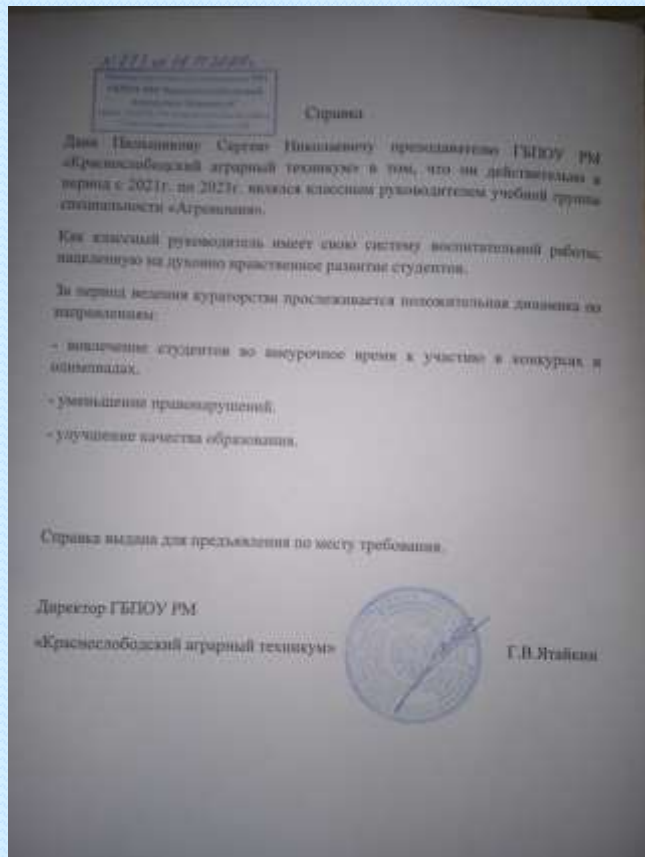 Справка
Дана Сергею Николаевичу преподавателю ГБПОУ РМ
«Краснослободский аграрный техникум» в том, что он действительно в
период с 2021г. по 2023г. являлся классным руководителем учебной группы
специальности «Агрономия».
Как классный руководитель имеет свою систему воспитательной работы,
нацеленную на духовно нравственное развитие студентов.
За период ведения кураторства прослеживается положительная динамика по
направлениям:
- вовлечение студентов во внеурочное время к участию в конкурсах и
олимпиадах.
- уменьшение правонарушений.
- улучшение качества образования.
Справка выдана для предъявления по месту требования.
Директор ГБПОУ РМ
«Краснослободский аграрный техникум»
Г.В.Ятайкин